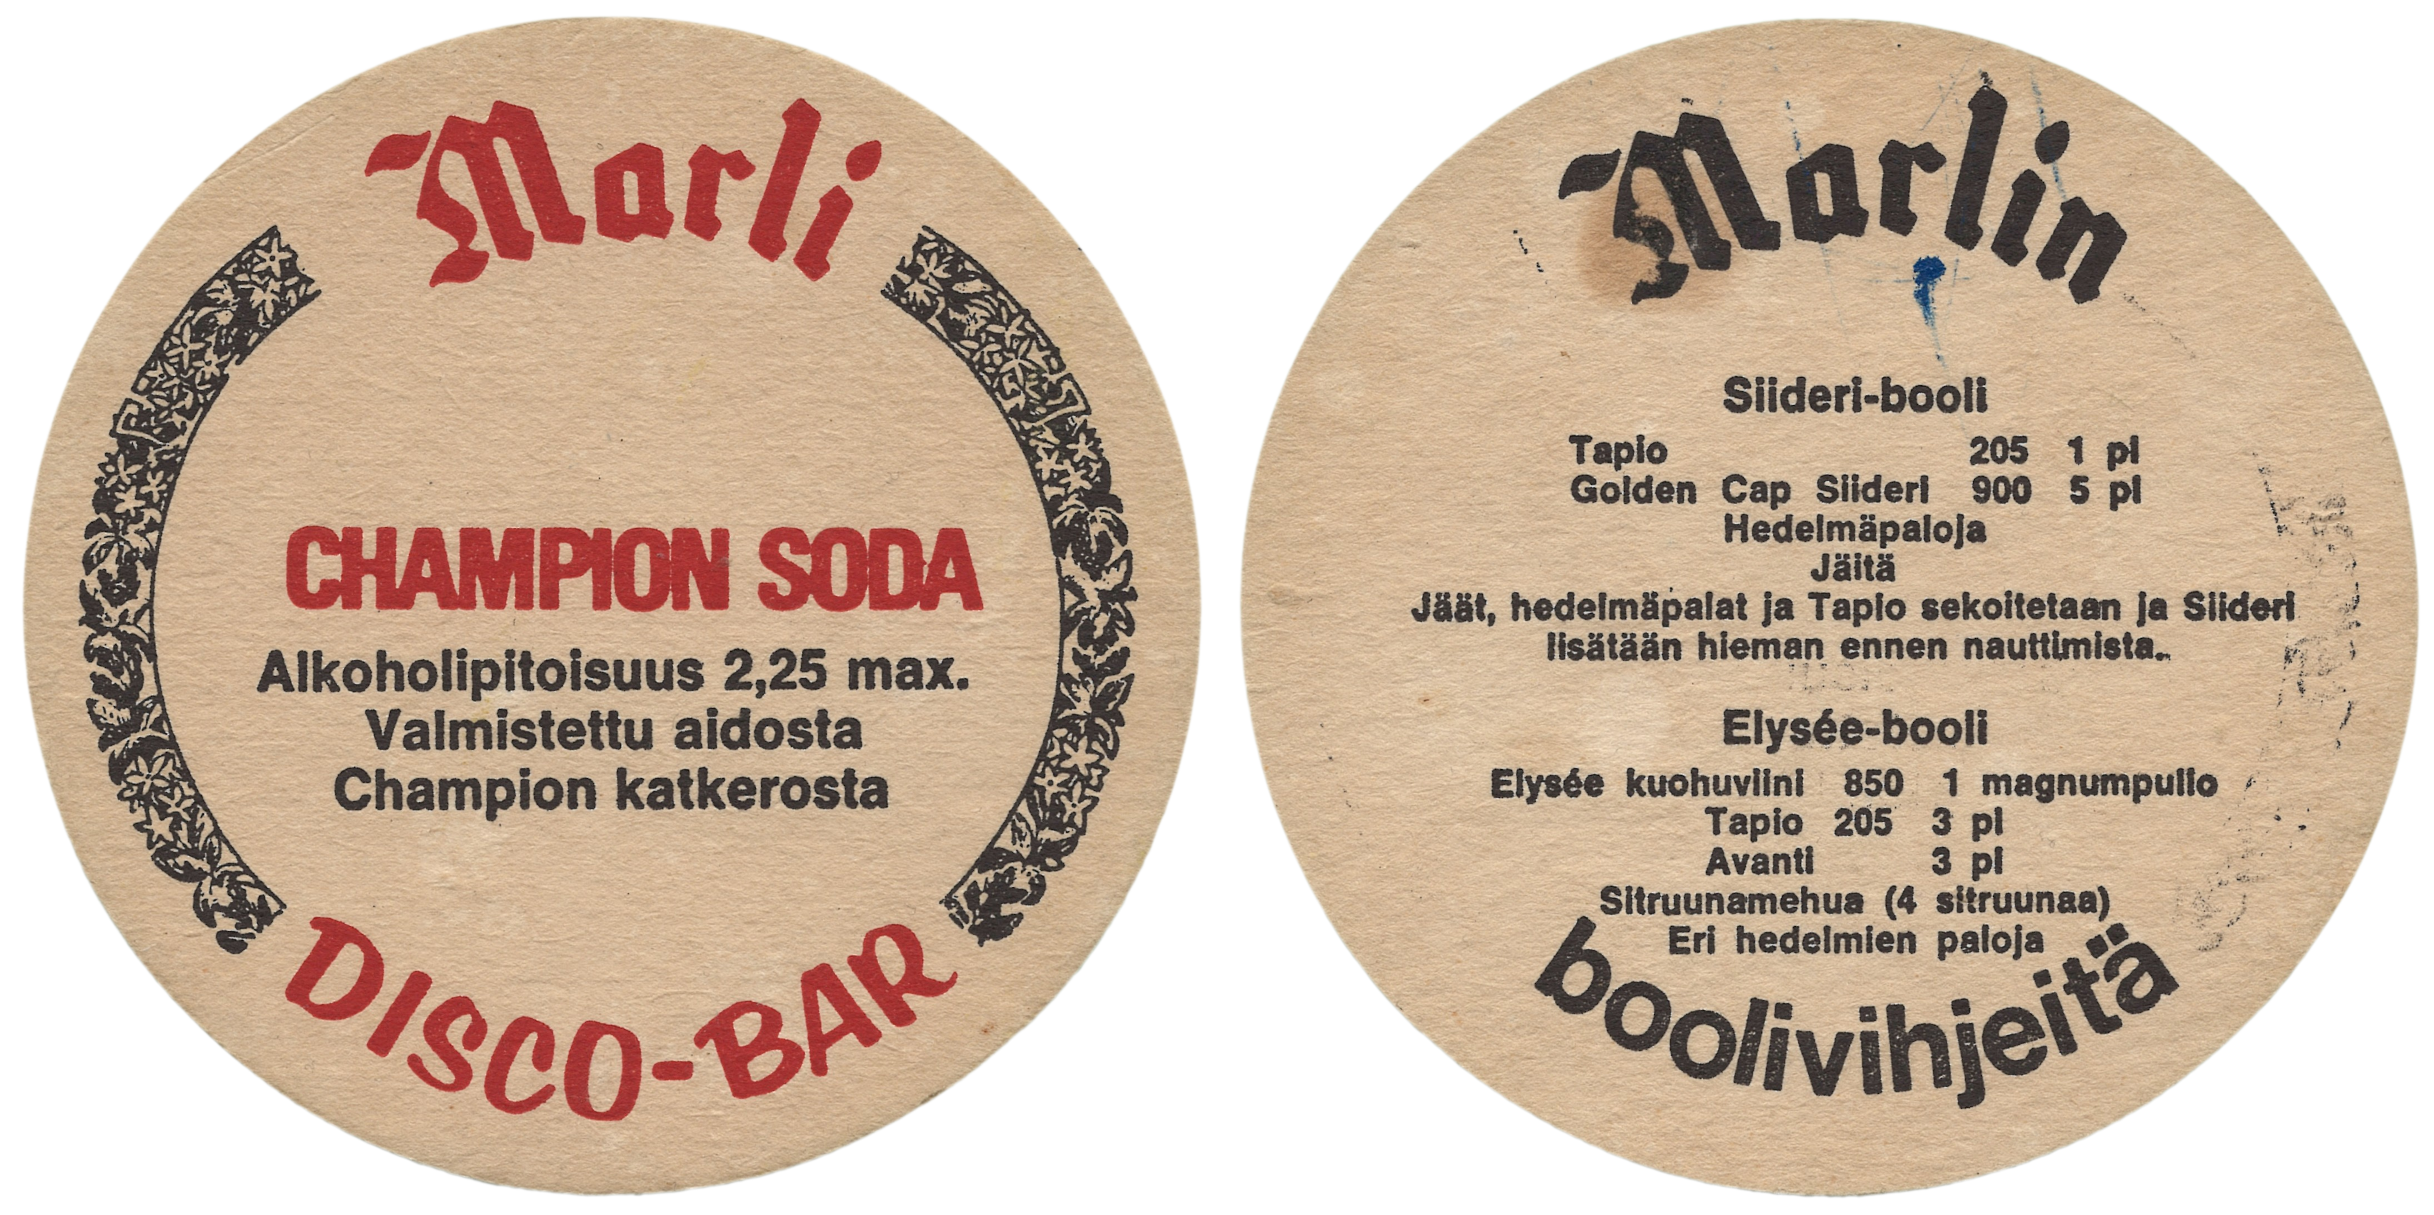 Marli
CHAMPION SODA
Alkoholipitoisuus 2,25 max.
Valmistettu aidosta
Champion katkerosta
DISCO-BAR
Marlin
Siideri-booli
Tapio 205 1 pl
Golden Cap Siideri 900 5 pl
Hedelmäpaloja
Jäitä
Jäät, hedelmäpalat ja Tapio sekoitetaan ja Siideri
lisätään hieman ennen nauttimista.
Elysée-booli
Elysée kuohuviini 850 1 magnumpullo
Tapio 205 3 pl
Avanti 3 pl
Sitruunamehua (4 sitruunaa)
Eri hedelmien paloja
boolivihjeitä